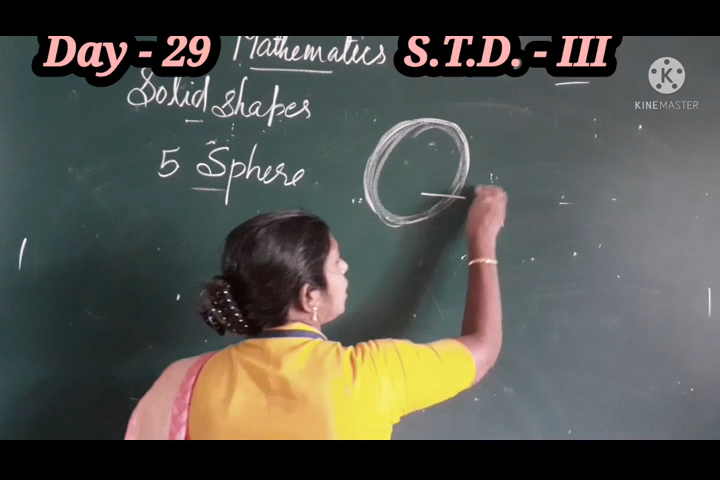 Day - 29 Mathematics S.T.D. - III
K
KINEMASTER
Solid shapes
5 Sphere